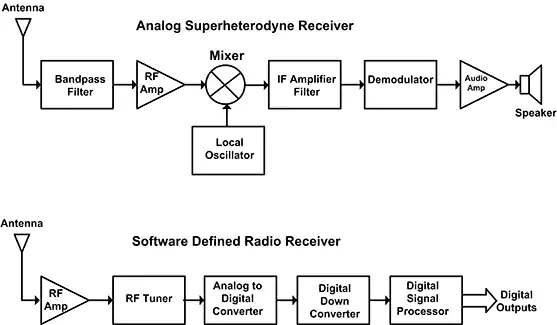 Antenna
Analog Superheterodyne Receiver
Mixer
Bandpass
Filter
RF
Amp
IF Amplifier
Filter
Demodulator
Audio
Amp
Speaker
Local
Oscillator
Antenna
Software Defined Radio Receiver
RF
Amp
RF Tuner
Analog to
Digital
Converter
Digital
Down
Converter
Digital
Signal
Processor
Digital
Outputs